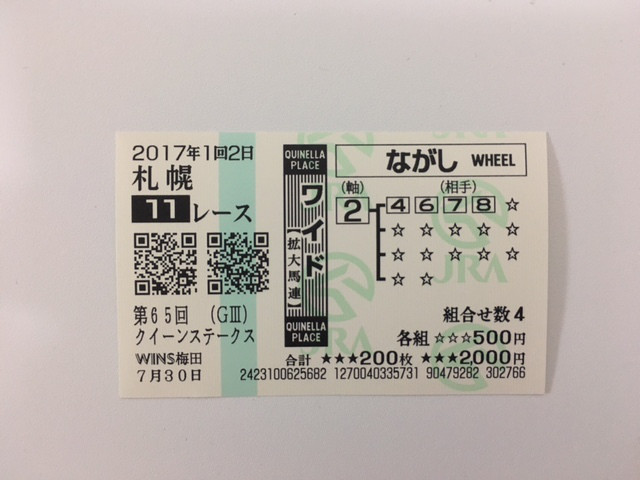 2017年1回2日
札幌
11レース
第65回 (GⅢ)
クイーンステークス
WINS梅田
7月30日
QUINELLA
PLACE
ワイド
【拡大馬連】
QUINELLA
PLACE
ながし WHEEL
(軸) (相手)
2 4 6 7 8 ☆
☆ ☆ ☆ ☆ ☆
☆ ☆ ☆ ☆ ☆
☆ ☆
組合せ数4
各組 ☆☆☆500円
合計 ★★★200枚 ★★★2,000円
2423100625682 1270040335731 90479282 302766
JRA
JRA
JRA